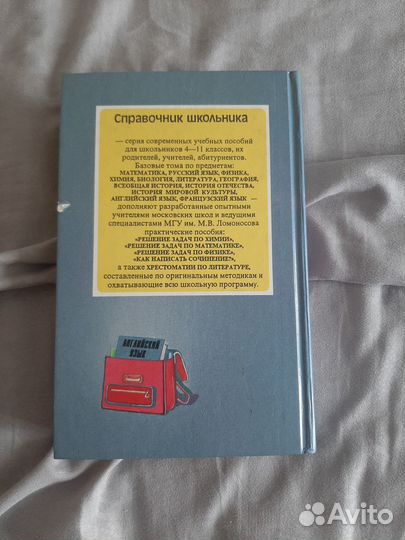 Справочник школьника
— серия современных учебных пособий
для школьников 4—11 классов, их
родителей, учителей, абитуриентов.
Базовые тома по предметам:
МАТЕМАТИКА, РУССКИЙ ЯЗЫК, ФИЗИКА,
ХИМИЯ, БИОЛОГИЯ, ЛИТЕРАТУРА, ГЕОГРАФИЯ,
ВСЕОБЩАЯ ИСТОРИЯ, ИСТОРИЯ ОТЕЧЕСТВА,
ИСТОРИЯ МИРОВОЙ КУЛЬТУРЫ,
АНГЛИЙСКИЙ ЯЗЫК, ФРАНЦУЗСКИЙ ЯЗЫК —
дополняют разработанные опытными
учителями московских школ и ведущими
специалистами МГУ им. М.В. Ломоносова
практические пособия:
«РЕШЕНИЕ ЗАДАЧ ПО ХИМИИ»,
«РЕШЕНИЕ ЗАДАЧ ПО МАТЕМАТИКЕ»,
«РЕШЕНИЕ ЗАДАЧ ПО ФИЗИКЕ»,
«КАК НАПИСАТЬ СОЧИНЕНИЕ?»,
а также ХРЕСТОМАТИИ ПО ЛИТЕРАТУРЕ,
составленные по оригинальным методикам и
охватывающие всю школьную программу.
АНГЛИЙСКИЙ
ЯЗЫК
Avito